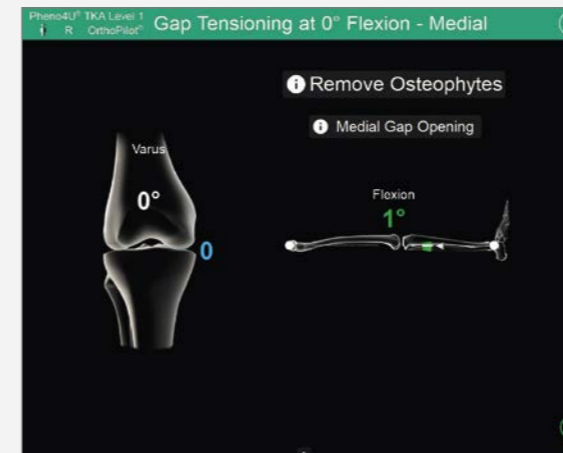 Pheno4U® TKA Level 1
R OrthoPilot®
Gap Tensioning at 0° Flexion - Medial
Remove Osteophytes
Medial Gap Opening
Varus
0°
0
Flexion
1°